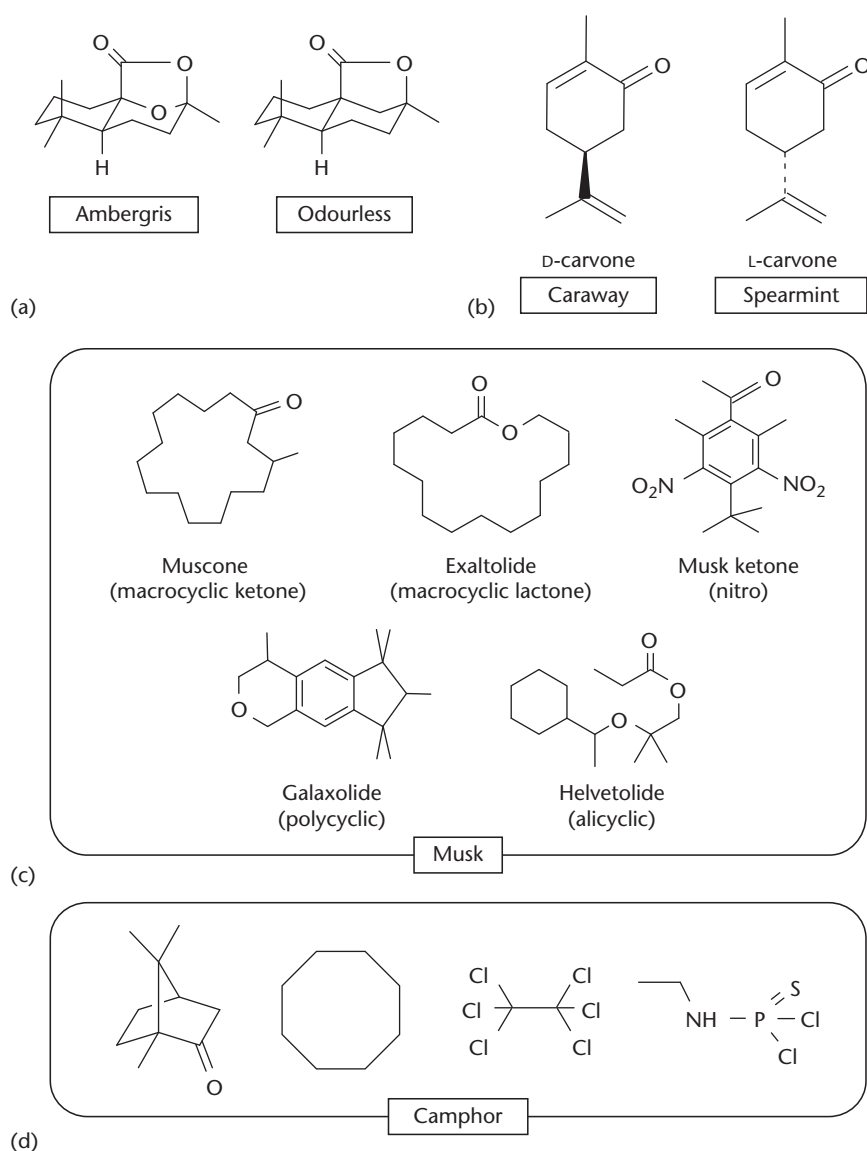 O
O
O
H
Ambergris
O
O
H
Odourless
(a)
O
D-carvone
Caraway
O
L-carvone
Spearmint
(b)
O
Muscone
(macrocyclic ketone)
O
O
Exaltolide
(macrocyclic lactone)
O
O₂N
NO₂
Musk ketone
(nitro)
O
Galaxolide
(polycyclic)
O
O
O
Helvetolide
(alicyclic)
Musk
(c)
O
Cl Cl
Cl Cl
Cl Cl
S
NH P Cl
Cl
Camphor
(d)